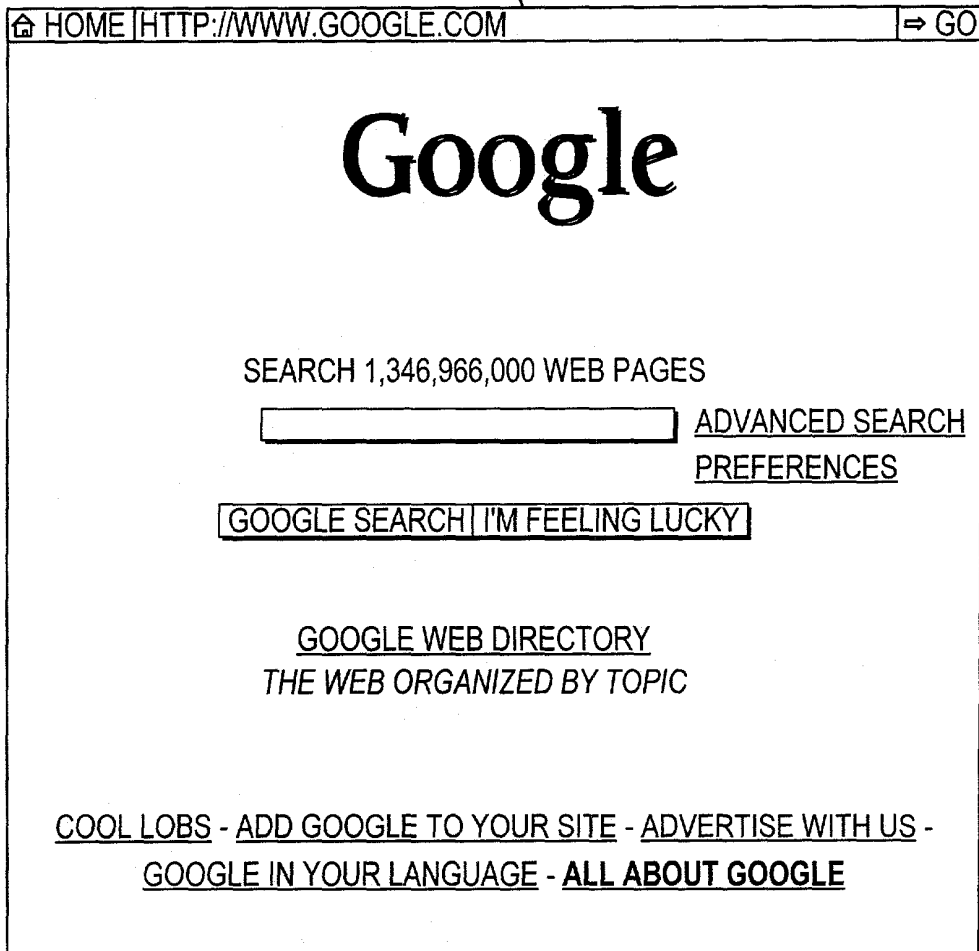 HOME HTTP://WWW.GOOGLE.COM ⇨ GO
Google
SEARCH 1,346,966,000 WEB PAGES
ADVANCED SEARCH
PREFERENCES
GOOGLE SEARCH I'M FEELING LUCKY
GOOGLE WEB DIRECTORY
THE WEB ORGANIZED BY TOPIC
COOL LOBS - ADD GOOGLE TO YOUR SITE - ADVERTISE WITH US -
GOOGLE IN YOUR LANGUAGE - ALL ABOUT GOOGLE